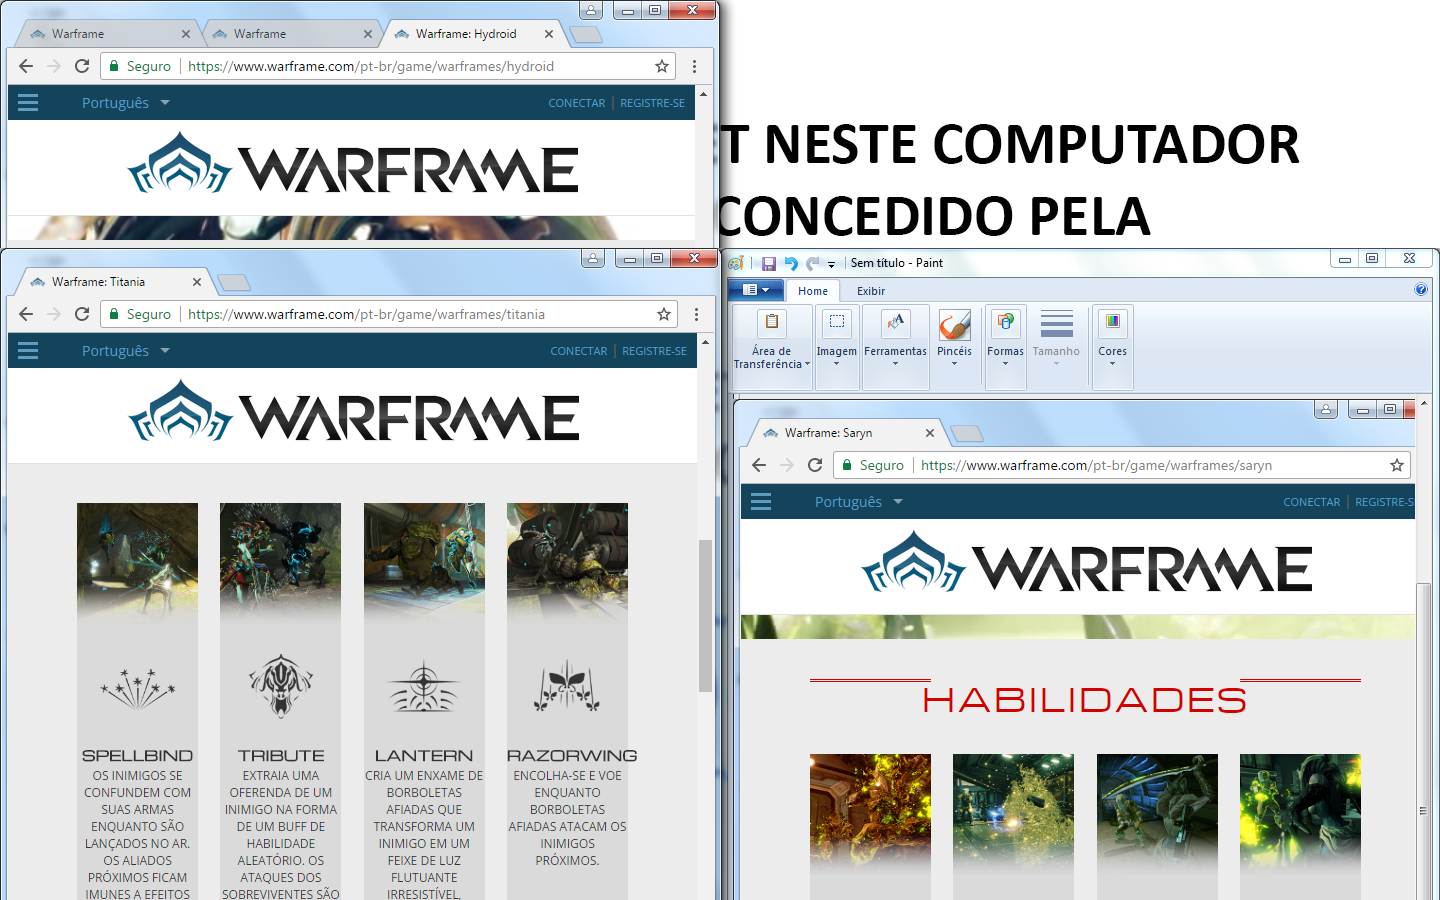 Warframe
Warframe
Warframe: Hydroid
Seguro
https://www.warframe.com/pt-br/game/warframes/hydroid
Português
CONECTAR
REGISTRE-SE
WARFRAME
T NESTE COMPUTADOR
CONCEDIDO PELA
Warframe: Titania
Seguro
https://www.warframe.com/pt-br/game/warframes/titania
Português
CONECTAR
REGISTRE-SE
WARFRAME
SPELLBIND
OS INIMIGOS SE
CONFUNDEM COM
SUAS ARMAS
ENQUANTO SÃO
LANÇADOS NO AR.
OS ALIADOS
PRÓXIMOS FICAM
IMUNES A EFEITOS
TRIBUTE
EXTRAIA UMA
OFERENDA DE UM
INIMIGO NA FORMA
DE UM BUFF DE
HABILIDADE
ALEATÓRIO. OS
ATAQUES DOS
SOBREVIVENTES SÃO
LANTERN
CRIA UM ENXAME DE
BORBOLETAS
AFIADAS QUE
TRANSFORMA UM
INIMIGO EM UM
FEIXE DE LUZ
FLUTUANTE
IRRESISTÍVEL,
RAZORWING
ENCOLHA-SE E VOE
ENQUANTO
BORBOLETAS
AFIADAS ATACAM OS
INIMIGOS
PRÓXIMOS.
Sem título - Paint
Home
Exibir
Área de
Transferência
Imagem
Ferramentas
Pincéis
Formas
Tamanho
Cores
Warframe: Saryn
Seguro
https://www.warframe.com/pt-br/game/warframes/saryn
Português
CONECTAR
REGISTRE-S
WARFRAME
HABILIDADES